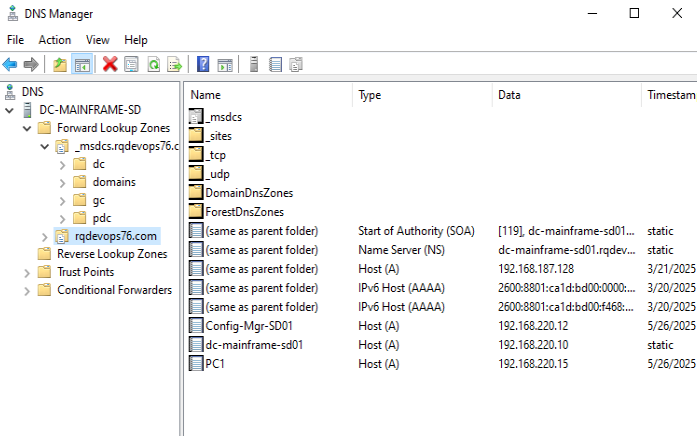 DNS Manager
File Action View Help
DNS
DC-MAINFRAME-SD
Forward Lookup Zones
_msdcs.rqdevops76.c
dc
domains
gc
pdc
rqdevops76.com
Reverse Lookup Zones
Trust Points
Conditional Forwarders
Name Type Data Timestam
_msdcs
_sites
_tcp
_udp
DomainDnsZones
ForestDnsZones
(same as parent folder) Start of Authority (SOA) [119], dc-mainframe-sd01... static
(same as parent folder) Name Server (NS) dc-mainframe-sd01.rqdev... static
(same as parent folder) Host (A) 192.168.187.128 3/21/2025
(same as parent folder) IPv6 Host (AAAA) 2600:8801:ca1d:bd00:0000:... 3/20/2025
(same as parent folder) IPv6 Host (AAAA) 2600:8801:ca1d:bd00:f468:... 3/20/2025
Config-Mgr-SD01 Host (A) 192.168.220.12 5/26/2025
dc-mainframe-sd01 Host (A) 192.168.220.10 static
PC1 Host (A) 192.168.220.15 5/26/2025